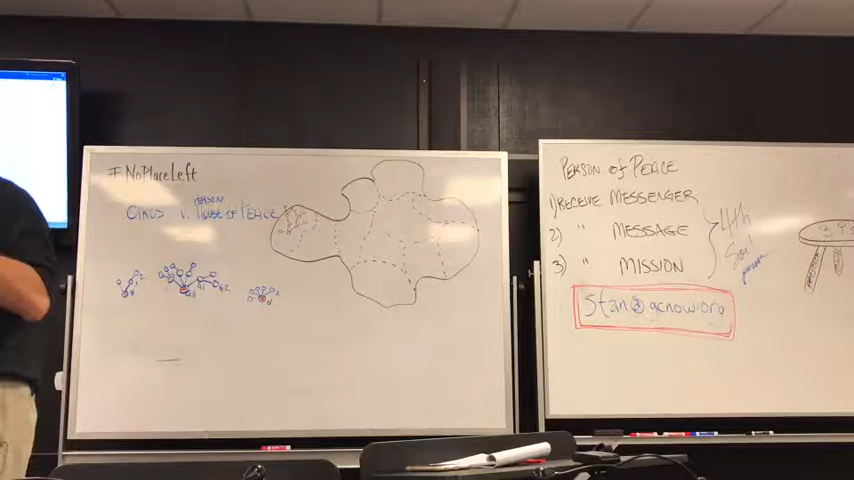 #NoPlaceLeft
OIKOS V. HOUSE OF PEACE
PERSON
PERSON OF PEACE
1) RECEIVE MESSENGER
2) " MESSAGE
3) " MISSION
4th
Soil
Stan@gcnow.org